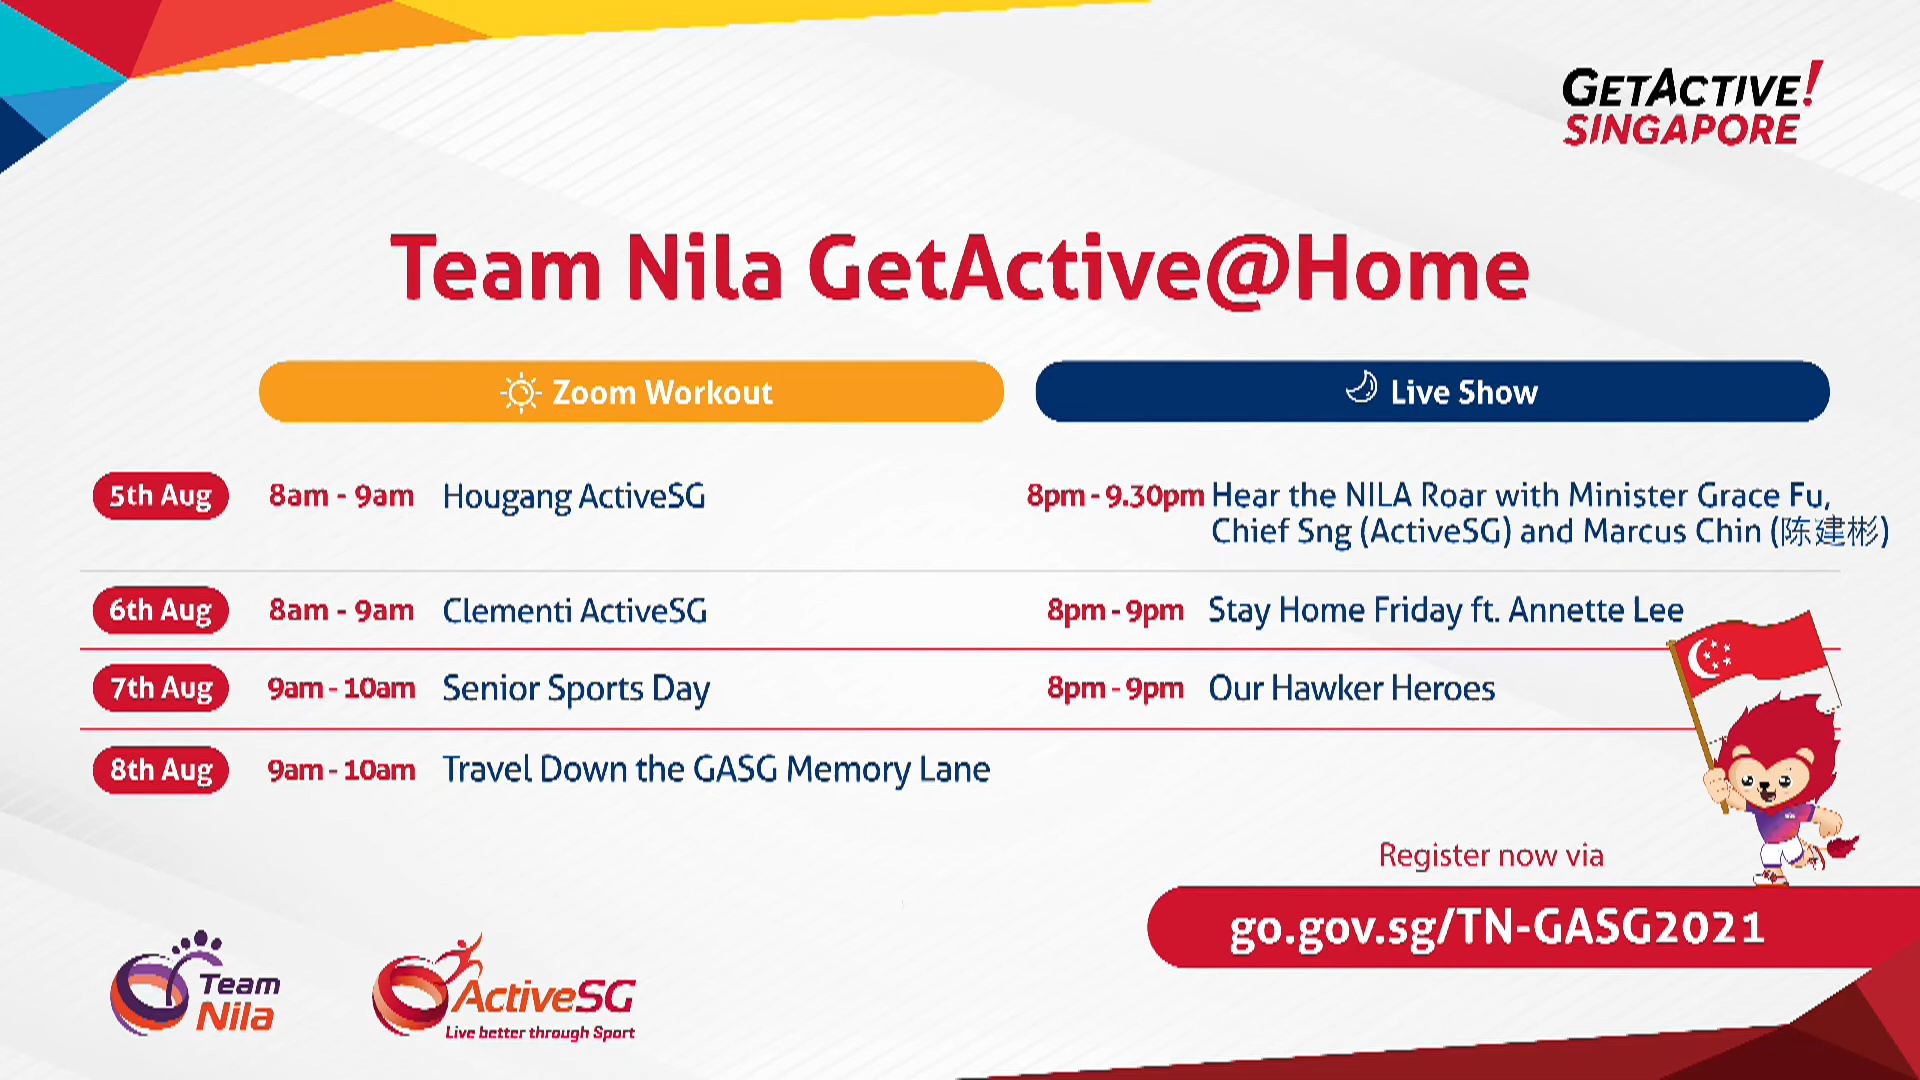 GETACTIVE!
SINGAPORE
Team Nila GetActive@Home
Zoom Workout
Live Show
5th Aug 8am - 9am Hougang ActiveSG 8pm - 9.30pm Hear the NILA Roar with Minister Grace Fu,
Chief Sng (ActiveSG) and Marcus Chin (陈建彬)
6th Aug 8am - 9am Clementi ActiveSG 8pm - 9pm Stay Home Friday ft. Annette Lee
7th Aug 9am - 10am Senior Sports Day 8pm - 9pm Our Hawker Heroes
8th Aug 9am - 10am Travel Down the GASG Memory Lane
Register now via
go.gov.sg/TN-GASG2021
Team
Nila
ActiveSG
Live better through Sport